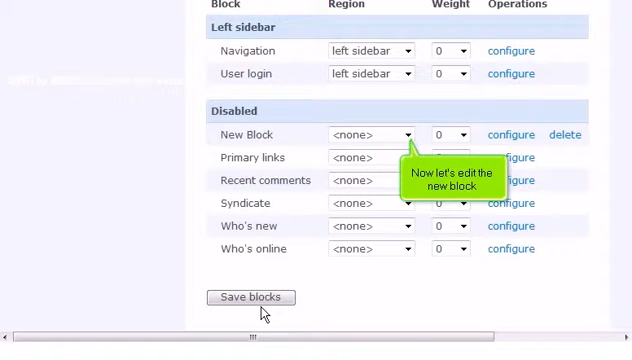 Block Region Weight Operations
Left sidebar
Navigation left sidebar 0 configure
User login left sidebar 0 configure
Disabled
New Block <none> 0 configure delete
Primary links <none> configure
Recent comments <none>
Syndicate <none> 0 configure
Who's new <none> 0 configure
Who's online <none> 0 configure
Now let's edit the
new block
Save blocks